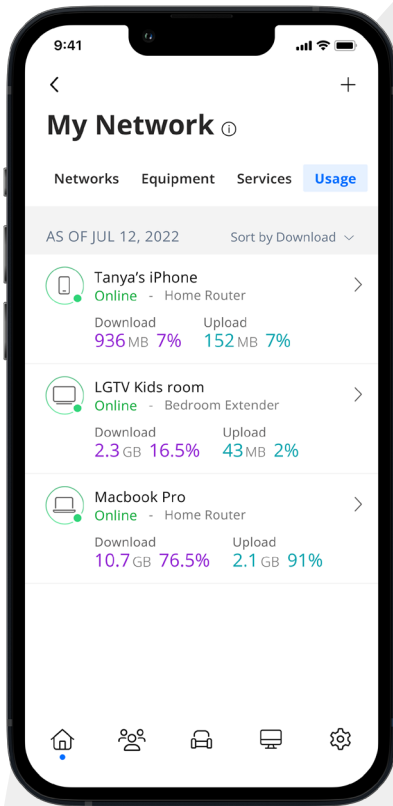 9:41
My Network
Networks Equipment Services Usage
AS OF JUL 12, 2022 Sort by Download
Tanya's iPhone
Online - Home Router
Download Upload
936 MB 7% 152 MB 7%
LGTV Kids room
Online - Bedroom Extender
Download Upload
2.3 GB 16.5% 43 MB 2%
Macbook Pro
Online - Home Router
Download Upload
10.7 GB 76.5% 2.1 GB 91%